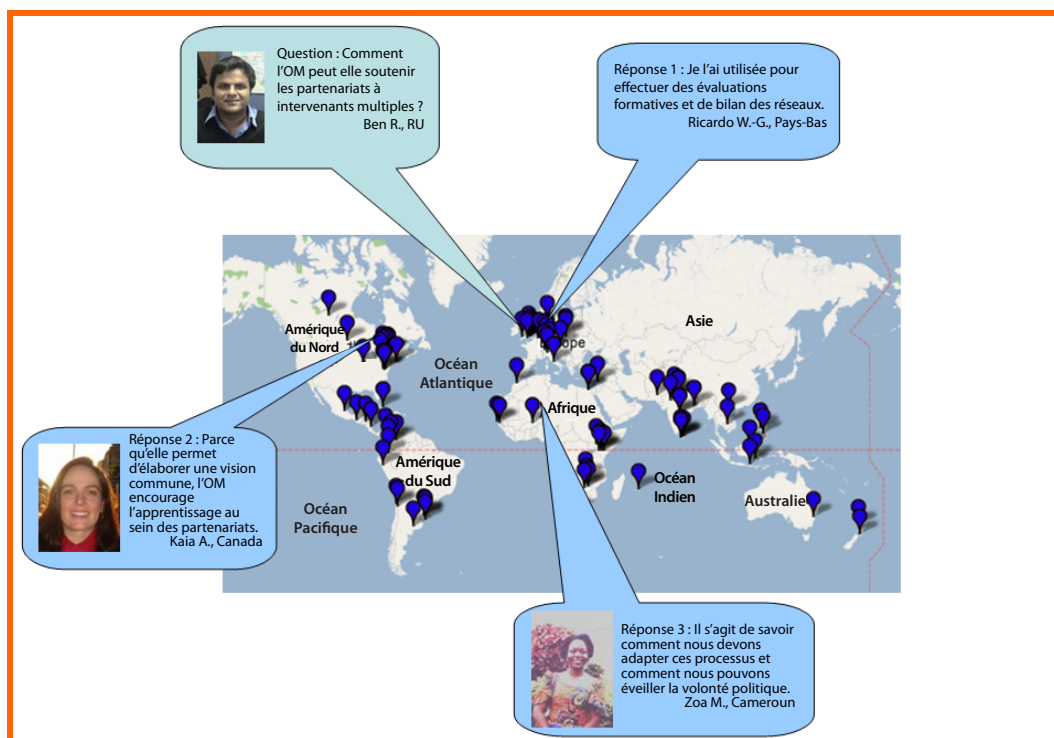 Question : Comment
l'OM peut elle soutenir
les partenariats à
intervenants multiples ?
Ben R., RU
Réponse 1 : Je l'ai utilisée pour
effectuer des évaluations
formatives et de bilan des réseaux.
Ricardo W.-G., Pays-Bas
Amérique
du Nord
Océan
Atlantique
Asie
Afrique
Réponse 2 : Parce
qu'elle permet
d'élaborer une vision
commune, l'OM
encourage
l'apprentissage au
sein des partenariats.
Kaia A., Canada
Amérique
du Sud
Océan
Pacifique
Océan
Indien
Australie
Réponse 3 : Il s'agit de savoir
comment nous devons
adapter ces processus et
comment nous pouvons
éveiller la volonté politique.
Zoa M., Cameroun